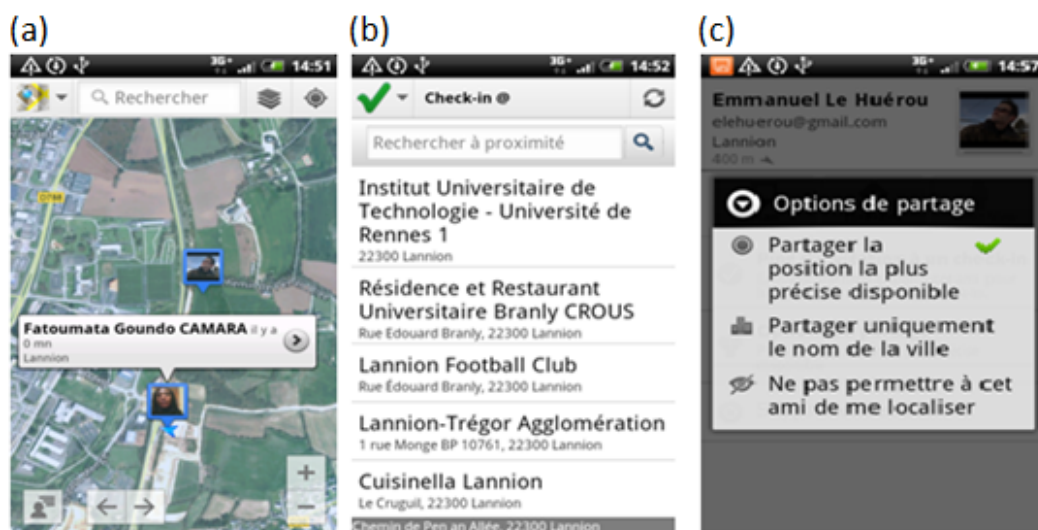 (a)
3G+ 14:51
Rechercher
D788
Fatoumata Goundo CAMARA il y a
0 mn
Lannion
+
−
(b)
3G+ 14:52
Check-in @
Rechercher à proximité
Institut Universitaire de
Technologie - Université de
Rennes 1
22300 Lannion
Résidence et Restaurant
Universitaire Branly CROUS
Rue Edouard Branly, 22300 Lannion
Lannion Football Club
Rue Édouard Branly, 22300 Lannion
Lannion-Trégor Agglomération
1 rue Monge BP 10761, 22300 Lannion
Cuisinella Lannion
Le Cruguil, 22300 Lannion
Chemin de Pen an Allée, 22300 Lannion
(c)
3G+ 14:57
Emmanuel Le Huérou
elehuerou@gmail.com
Lannion
400 m
Options de partage
Partager la
position la plus
précise disponible
Partager uniquement
le nom de la ville
Ne pas permettre à cet
ami de me localiser